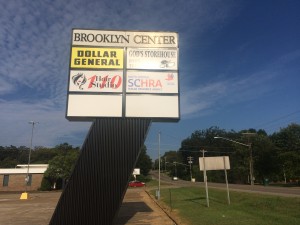 BROOKLYN CENTER
DOLLAR GENERAL
GOD'S STOREHOUSE
Hair Studio
SCHRA